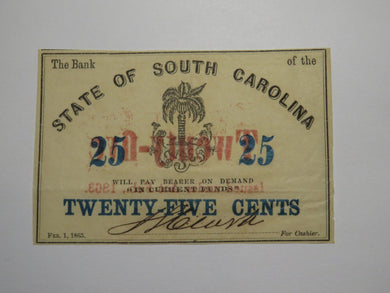 The Bank of the
STATE OF SOUTH CAROLINA
25 25
WILL PAY BEARER ON DEMAND
IN CURRENT FUNDS
TWENTY-FIVE CENTS
FEB. 1, 1863. For Cashier.